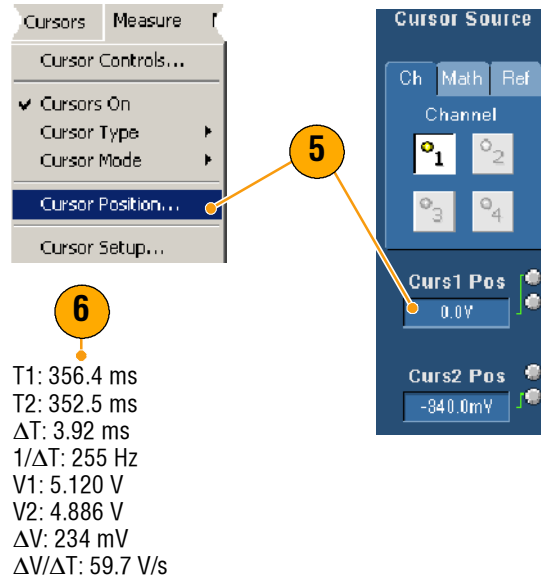 Cursors Measure
Cursor Controls...
Cursors On
Cursor Type
Cursor Mode
Cursor Position...
Cursor Setup...
5
6
T1: 356.4 ms
T2: 352.5 ms
ΔT: 3.92 ms
1/ΔT: 255 Hz
V1: 5.120 V
V2: 4.886 V
ΔV: 234 mV
ΔV/ΔT: 59.7 V/s
Cursor Source
Ch Math Ref
Channel
1 2
3 4
Curs1 Pos
0.0V
Curs2 Pos
-340.0mV